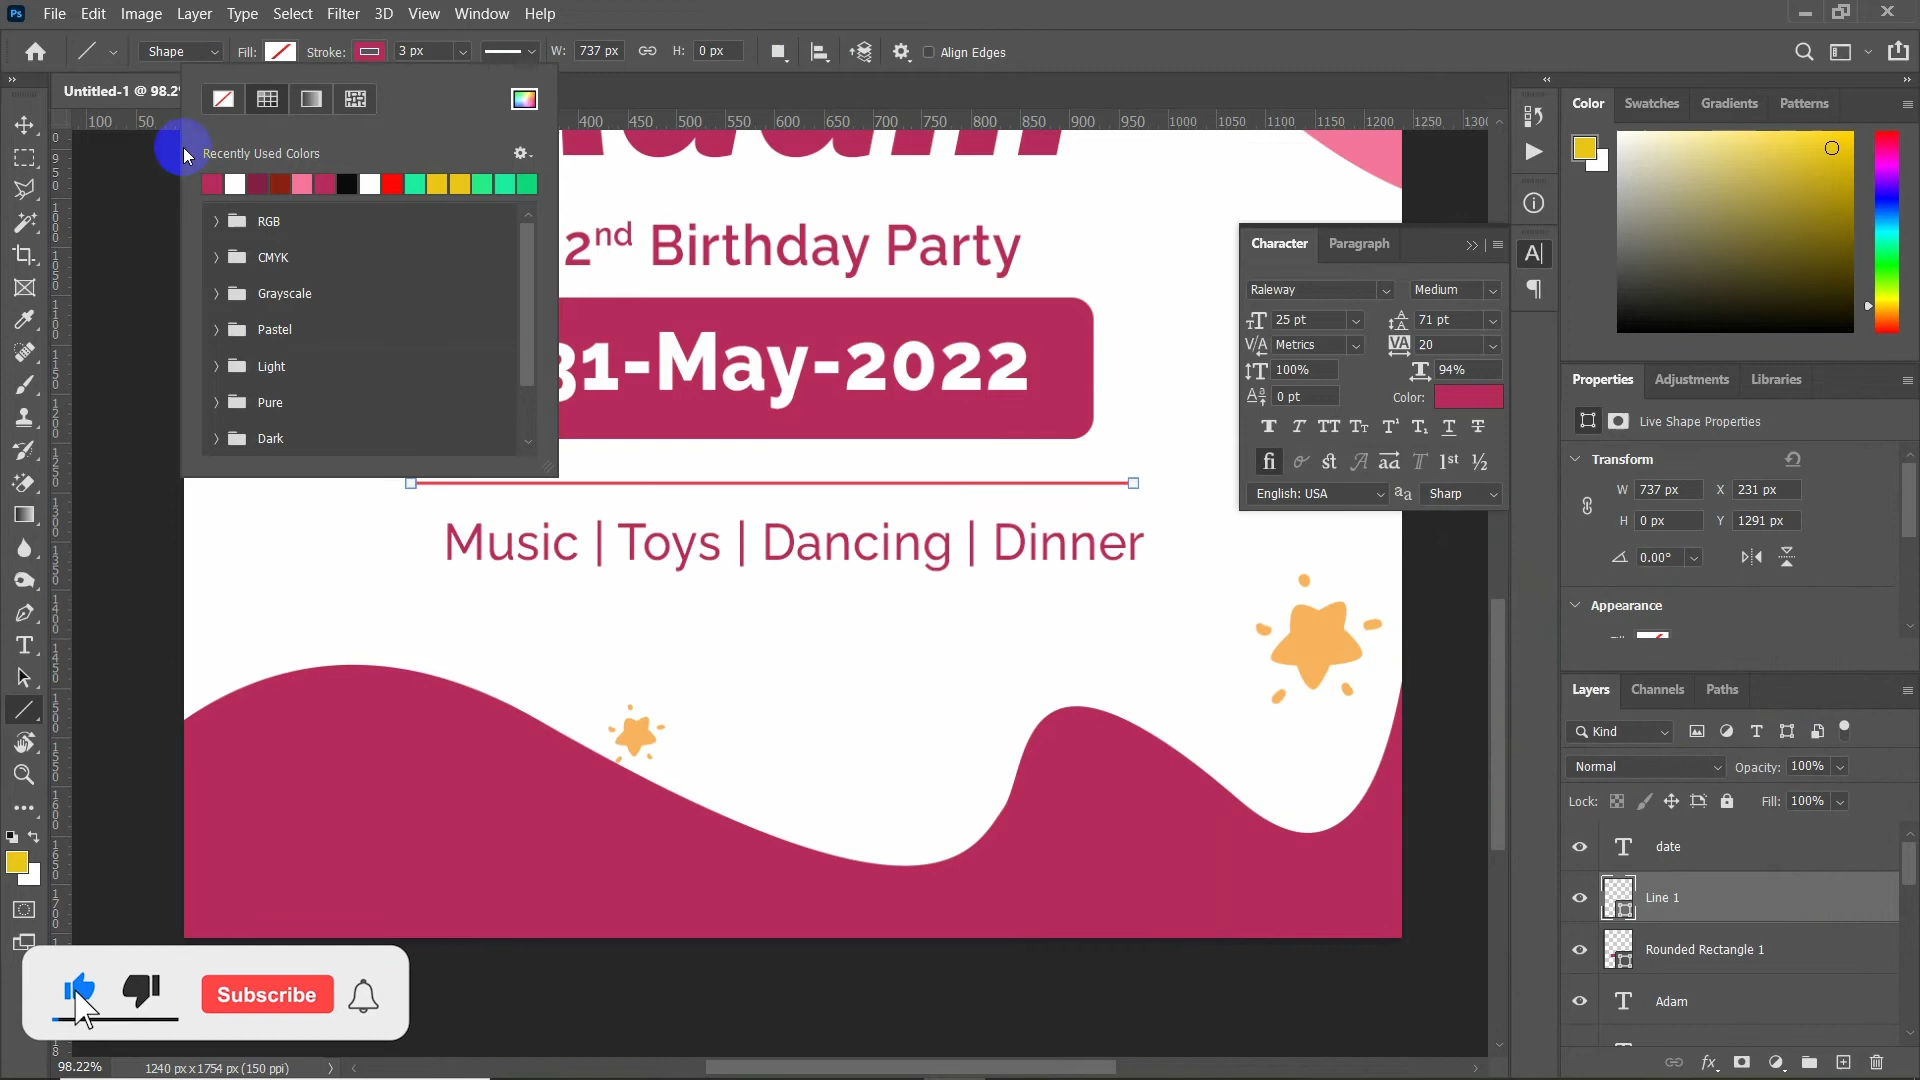 Ps File Edit Image Layer Type Select Filter 3D View Window Help
Shape Fill: Stroke: 3 px W: 737 px H: 0 px Align Edges
Untitled-1 @ 98.2%
100 50 400 450 500 550 600 650 700 750 800 850 900 950 1000 1050 1100 1150 1200 1250 1300
Recently Used Colors
RGB
CMYK
Grayscale
Pastel
Light
Pure
Dark
2nd Birthday Party
31-May-2022
Music | Toys | Dancing | Dinner
Character Paragraph
Raleway Medium
25 pt 71 pt
Metrics 20
100% 94%
0 pt Color:
English: USA Sharp
Color Swatches Gradients Patterns
Properties Adjustments Libraries
Live Shape Properties
Transform
W 737 px X 231 px
H 0 px Y 1291 px
0.00°
Appearance
Layers Channels Paths
Kind
Normal Opacity: 100%
Lock: Fill: 100%
date
Line 1
Rounded Rectangle 1
Adam
Subscribe
98.22% 1240 px x 1754 px (150 ppi)